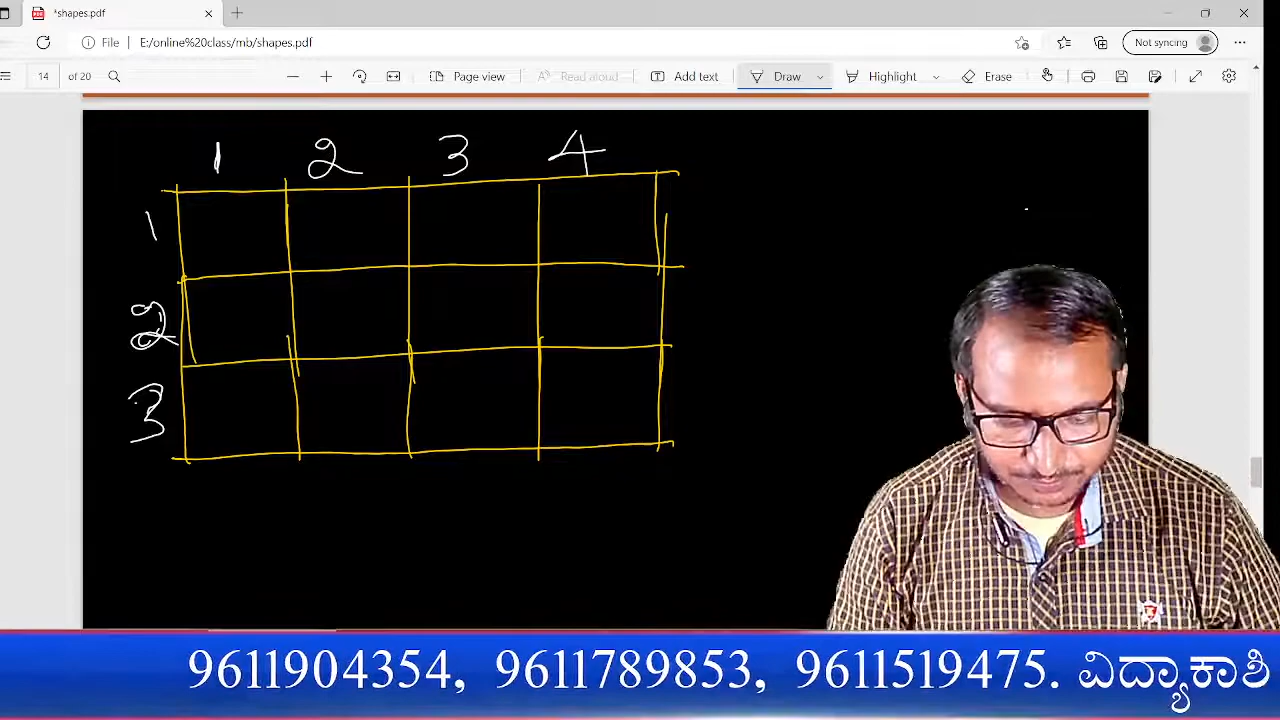 *shapes.pdf
File E:/online%20class/mb/shapes.pdf Not syncing
14 of 20 Page view Read aloud Add text Draw Highlight Erase
1 2 3 4
1
2
3
9611904354, 9611789853, 9611519475. ವಿದ್ಯಾಕಾಶಿ